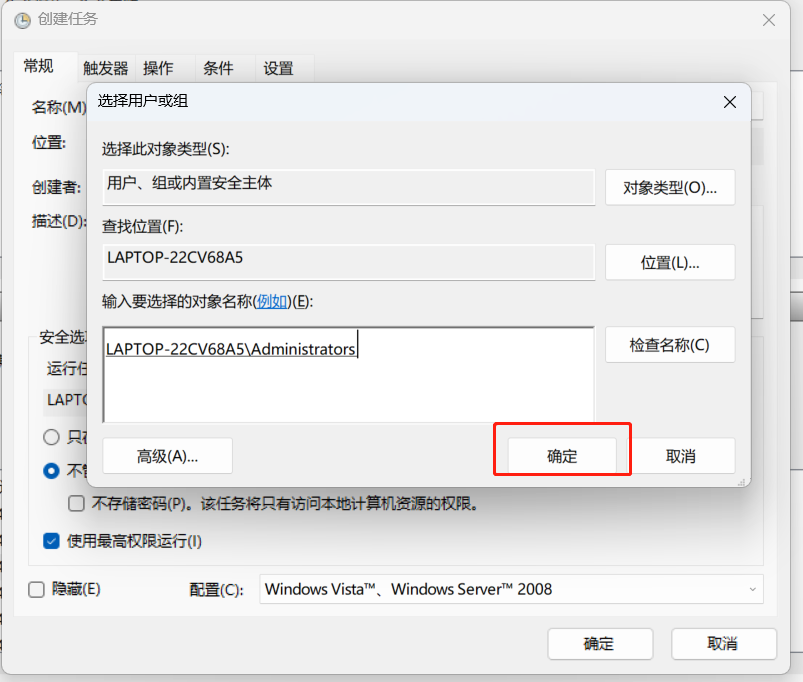 创建任务
常规 触发器 操作 条件 设置
名称(M)
位置:
创建者:
描述(D):
选择用户或组
选择此对象类型(S):
用户、组或内置安全主体
对象类型(O)...
查找位置(F):
LAPTOP-22CV68A5
位置(L)...
输入要选择的对象名称(例如)(E):
LAPTOP-22CV68A5\Administrators
检查名称(C)
高级(A)...
确定
取消
安全选
运行任
LAPTO
只
不
不存储密码(P)。该任务将只有访问本地计算机资源的权限。
使用最高权限运行(I)
隐藏(E)
配置(C):
Windows Vista™、Windows Server™ 2008
确定
取消